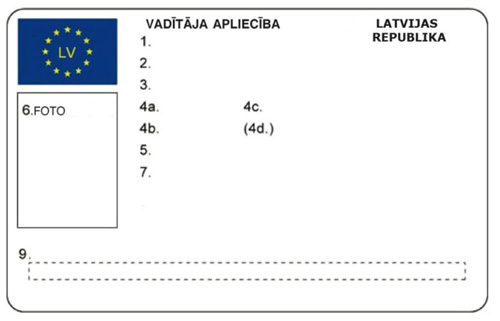 VADĪTĀJA APLIECĪBA
LATVIJAS
REPUBLIKA
LV
1.
2.
3.
6.FOTO
4a.
4c.
4b.
(4d.)
5.
7.
9.